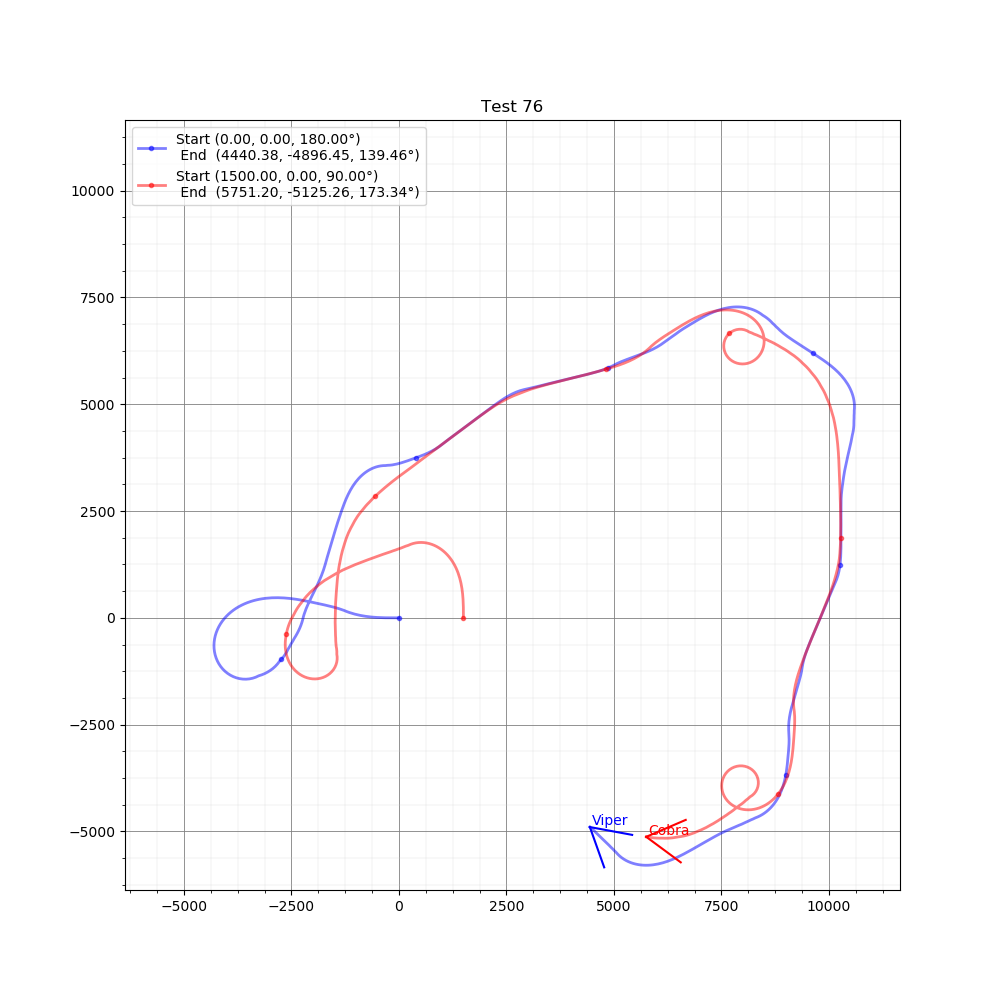 Test 76
Start (0.00, 0.00, 180.00°)
End  (4440.38, -4896.45, 139.46°)
Start (1500.00, 0.00, 90.00°)
End  (5751.20, -5125.26, 173.34°)
10000
7500
5000
2500
0
−2500
−5000
Viper
Cobra
−5000
−2500
0
2500
5000
7500
10000